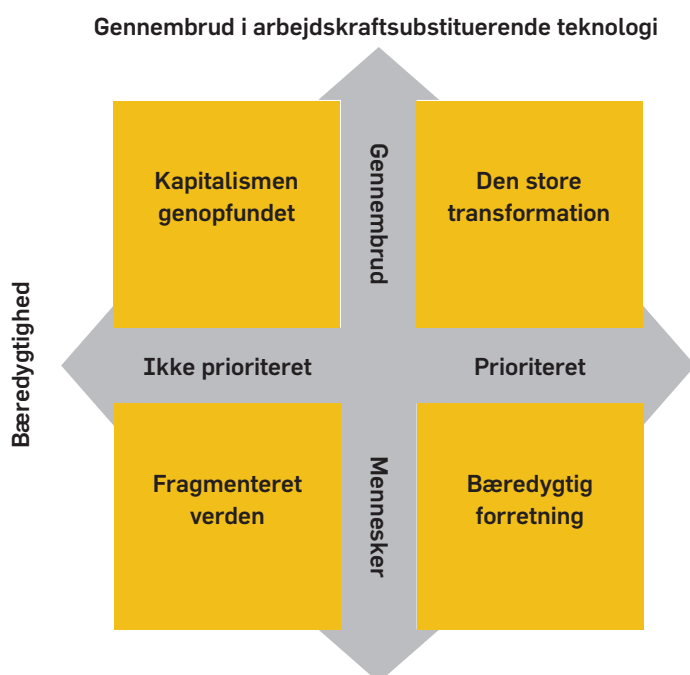 Gennembrud i arbejdskraftsubstituerende teknologi
Kapitalismen
genopfundet
Gennembrud
Den store
transformation
Bæredygtighed
Ikke prioriteret
Prioriteret
Fragmenteret
verden
Mennesker
Bæredygtig
forretning